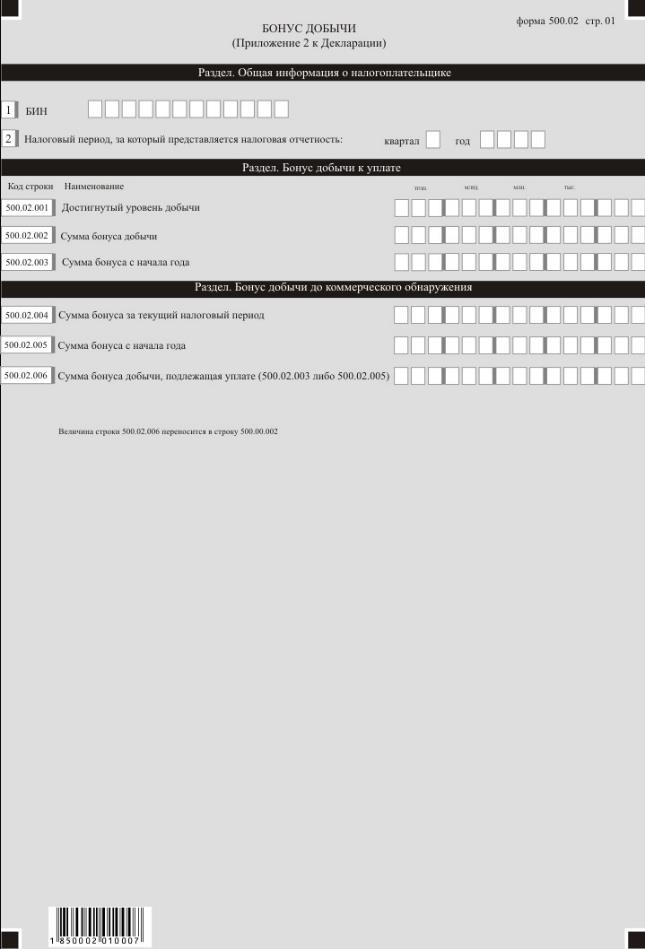 форма 500.02 стр. 01
БОНУС ДОБЫЧИ
(Приложение 2 к Декларации)
Раздел. Общая информация о налогоплательщике
1 БИН
2 Налоговый период, за который представляется налоговая отчетность: квартал год
Раздел. Бонус добычи к уплате
Код строки Наименование млн. тыс.
500.02.001 Достигнутый уровень добычи
500.02.002 Сумма бонуса добычи
500.02.003 Сумма бонуса с начала года
Раздел. Бонус добычи до коммерческого обнаружения
500.02.004 Сумма бонуса за текущий налоговый период
500.02.005 Сумма бонуса с начала года
500.02.006 Сумма бонуса добычи, подлежащая уплате (500.02.003 либо 500.02.005)
Величина строки 500.02.006 переносится в строку 500.00.002
1 850002 010007